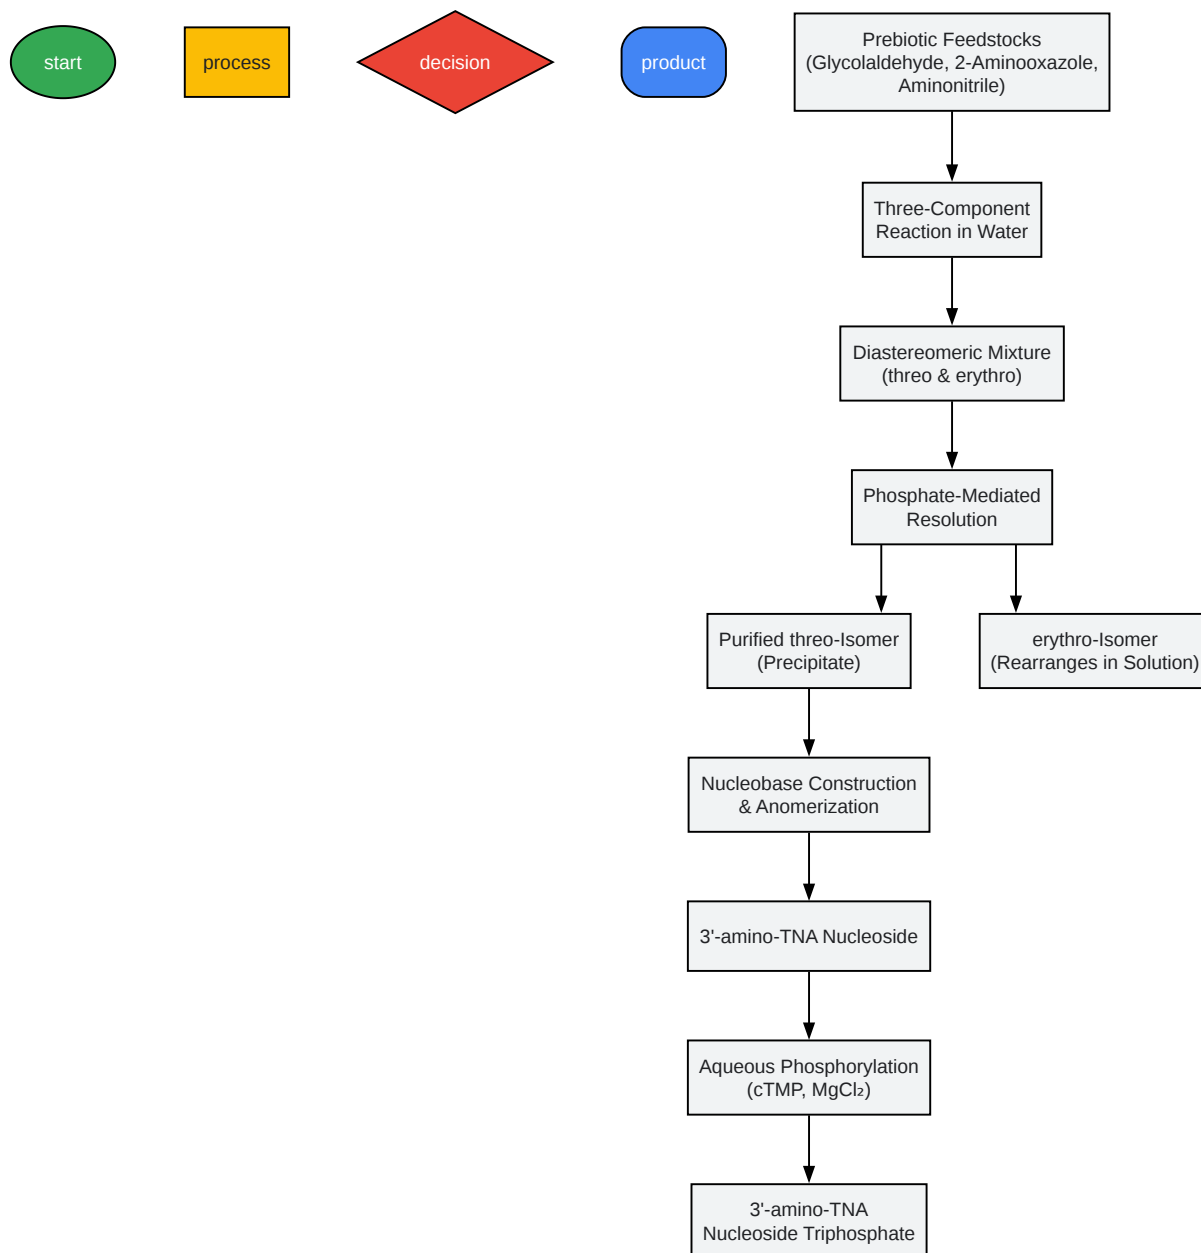 start
process
decision
product
Prebiotic Feedstocks
(Glycolaldehyde, 2-Aminooxazole,
Aminonitrile)
Three-Component
Reaction in Water
Diastereomeric Mixture
(threo & erythro)
Phosphate-Mediated
Resolution
Purified threo-Isomer
(Precipitate)
erythro-Isomer
(Rearranges in Solution)
Nucleobase Construction
& Anomerization
3'-amino-TNA Nucleoside
Aqueous Phosphorylation
(cTMP, MgCl₂)
3'-amino-TNA
Nucleoside Triphosphate